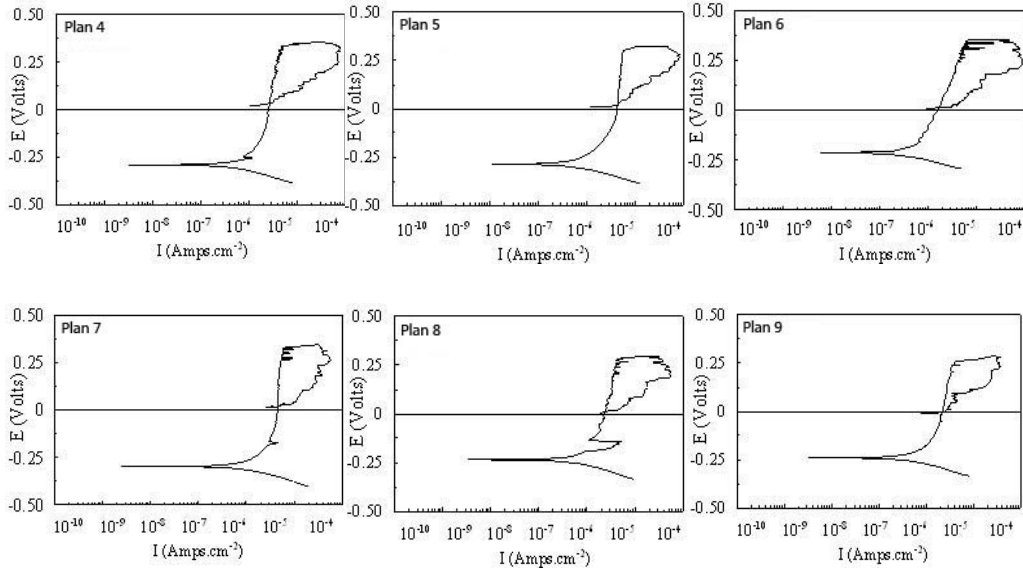 Plan 4
0.50
0.25
0
-0.25
-0.50
E (Volts)
10⁻¹⁰ 10⁻⁹ 10⁻⁸ 10⁻⁷ 10⁻⁶ 10⁻⁵ 10⁻⁴
I (Amps.cm⁻²)
Plan 5
0.50
0.25
0
-0.25
-0.50
E (Volts)
10⁻¹⁰ 10⁻⁹ 10⁻⁸ 10⁻⁷ 10⁻⁶ 10⁻⁵ 10⁻⁴
I (Amps.cm⁻²)
Plan 6
0.50
0.25
0
-0.25
-0.50
E (Volts)
10⁻¹⁰ 10⁻⁹ 10⁻⁸ 10⁻⁷ 10⁻⁶ 10⁻⁵ 10⁻⁴
I (Amps.cm⁻²)
Plan 7
0.50
0.25
0
-0.25
-0.50
E (Volts)
10⁻¹⁰ 10⁻⁹ 10⁻⁸ 10⁻⁷ 10⁻⁶ 10⁻⁵ 10⁻⁴
I (Amps.cm⁻²)
Plan 8
0.50
0.25
0
-0.25
-0.50
E (Volts)
10⁻¹⁰ 10⁻⁹ 10⁻⁸ 10⁻⁷ 10⁻⁶ 10⁻⁵ 10⁻⁴
I (Amps.cm⁻²)
Plan 9
0.50
0.25
0
-0.25
-0.50
E (Volts)
10⁻¹⁰ 10⁻⁹ 10⁻⁸ 10⁻⁷ 10⁻⁶ 10⁻⁵ 10⁻⁴
I (Amps.cm⁻²)